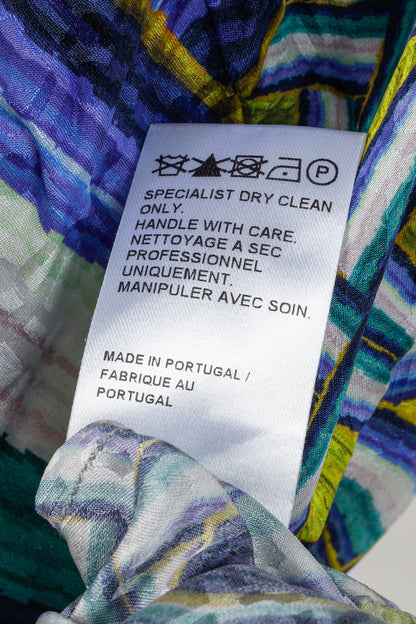 P
SPECIALIST DRY CLEAN
ONLY.
HANDLE WITH CARE.
NETTOYAGE A SEC
PROFESSIONNEL
UNIQUEMENT.
MANIPULER AVEC SOIN.
MADE IN PORTUGAL /
FABRIQUE AU
PORTUGAL